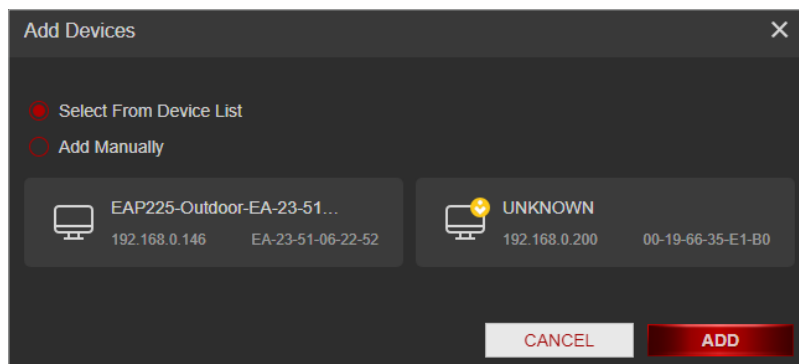 Add Devices
Select From Device List
Add Manually
EAP225-Outdoor-EA-23-51...
192.168.0.146 EA-23-51-06-22-52
UNKNOWN
192.168.0.200 00-19-66-35-E1-B0
CANCEL ADD